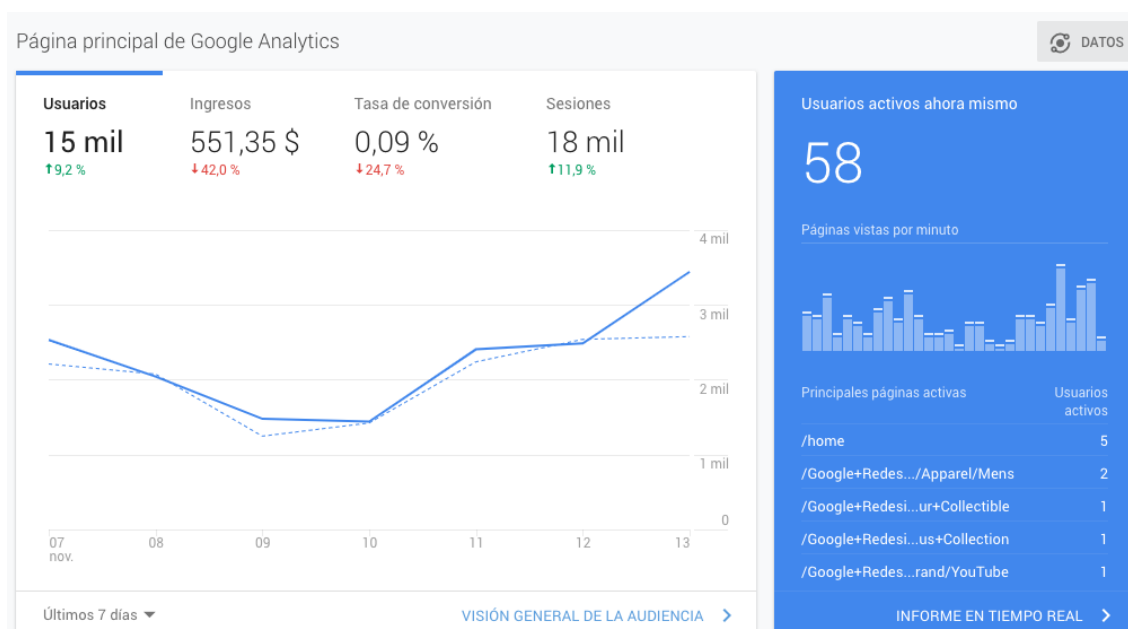 Página principal de Google Analytics
DATOS
Usuarios Ingresos Tasa de conversión Sesiones
15 mil 551,35 $ 0,09 % 18 mil
↑9,2 % ↓42,0 % ↓24,7 % ↑11,9 %
4 mil
3 mil
2 mil
1 mil
0
07 08 09 10 11 12 13
nov.
Últimos 7 días
VISIÓN GENERAL DE LA AUDIENCIA
Usuarios activos ahora mismo
58
Páginas vistas por minuto
Principales páginas activas Usuarios
activos
/home 5
/Google+Redes.../Apparel/Mens 2
/Google+Redesi...ur+Collectible 1
/Google+Redesi...us+Collection 1
/Google+Redes...rand/YouTube 1
INFORME EN TIEMPO REAL